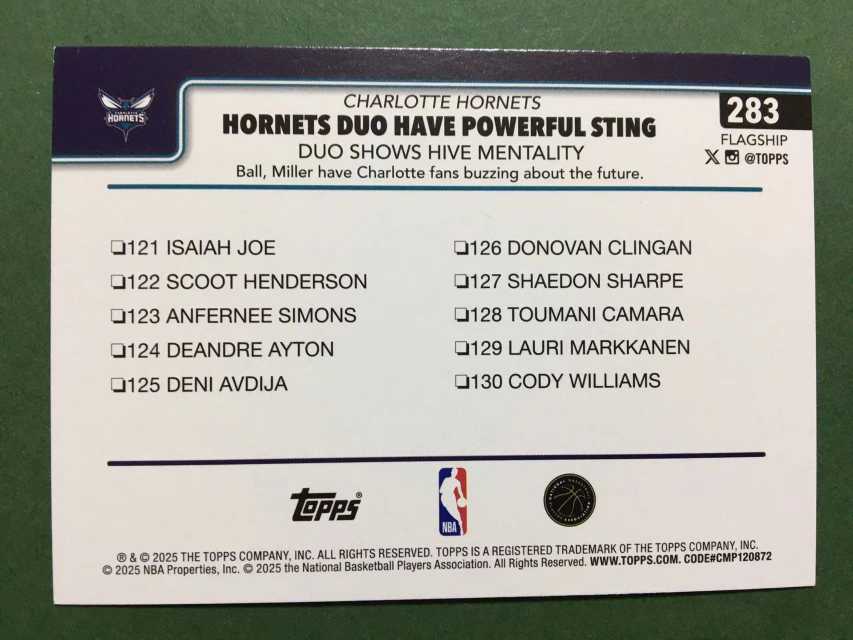 CHARLOTTE HORNETS
CHARLOTTE HORNETS
HORNETS DUO HAVE POWERFUL STING
DUO SHOWS HIVE MENTALITY
Ball, Miller have Charlotte fans buzzing about the future.
283
FLAGSHIP
@TOPPS
❏121 ISAIAH JOE
❏122 SCOOT HENDERSON
❏123 ANFERNEE SIMONS
❏124 DEANDRE AYTON
❏125 DENI AVDIJA
❏126 DONOVAN CLINGAN
❏127 SHAEDON SHARPE
❏128 TOUMANI CAMARA
❏129 LAURI MARKKANEN
❏130 CODY WILLIAMS
topps®
NBA
® & © 2025 THE TOPPS COMPANY, INC. ALL RIGHTS RESERVED. TOPPS IS A REGISTERED TRADEMARK OF THE TOPPS COMPANY, INC.
© 2025 NBA Properties, Inc. © 2025 the National Basketball Players Association. All Rights Reserved. WWW.TOPPS.COM. CODE#CMP120872